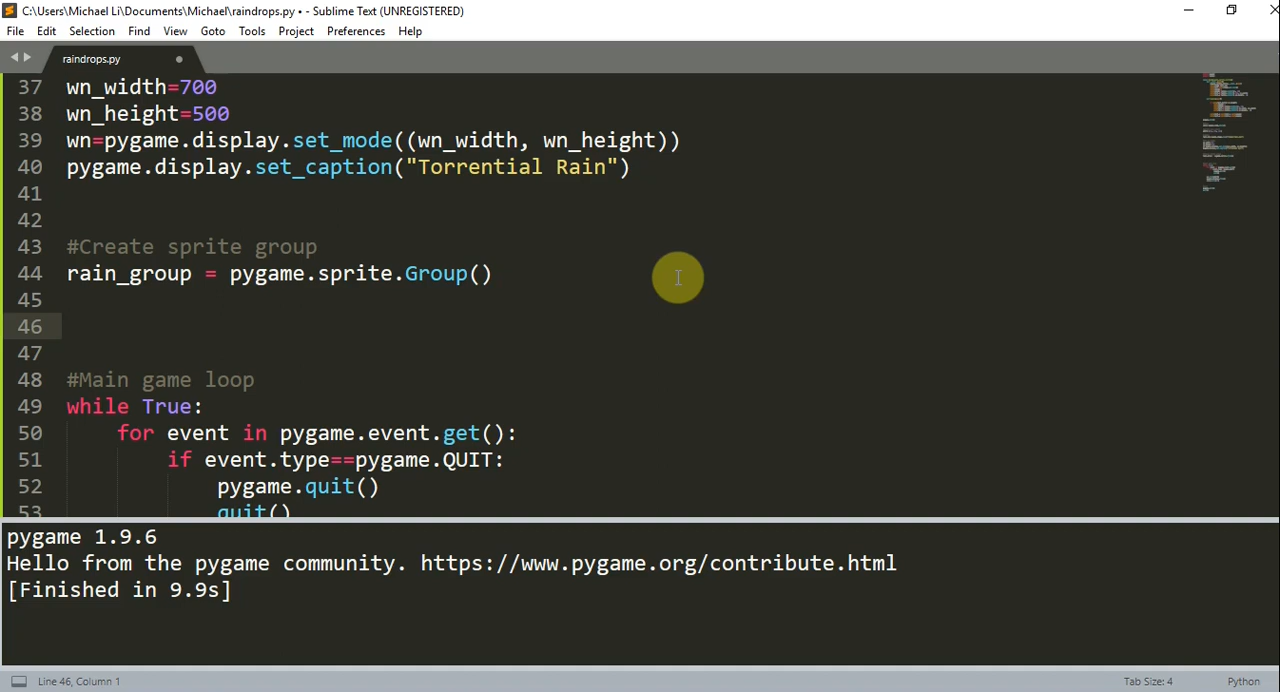 C:\Users\Michael Li\Documents\Michael\raindrops.py • - Sublime Text (UNREGISTERED)
File Edit Selection Find View Goto Tools Project Preferences Help
raindrops.py
37 wn_width=700
38 wn_height=500
39 wn=pygame.display.set_mode((wn_width, wn_height))
40 pygame.display.set_caption("Torrential Rain")
41
42
43 #Create sprite group
44 rain_group = pygame.sprite.Group()
45
46
47
48 #Main game loop
49 while True:
50     for event in pygame.event.get():
51         if event.type==pygame.QUIT:
52             pygame.quit()
53             quit()
pygame 1.9.6
Hello from the pygame community. https://www.pygame.org/contribute.html
[Finished in 9.9s]
Line 46, Column 1 Tab Size: 4 Python